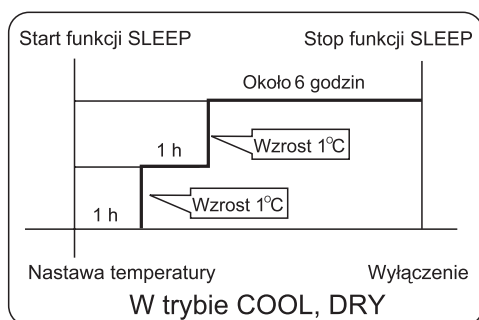 Start funkcji SLEEP
Stop funkcji SLEEP
Około 6 godzin
1 h
Wzrost 1°C
1 h
Wzrost 1°C
Nastawa temperatury
Wyłączenie
W trybie COOL, DRY